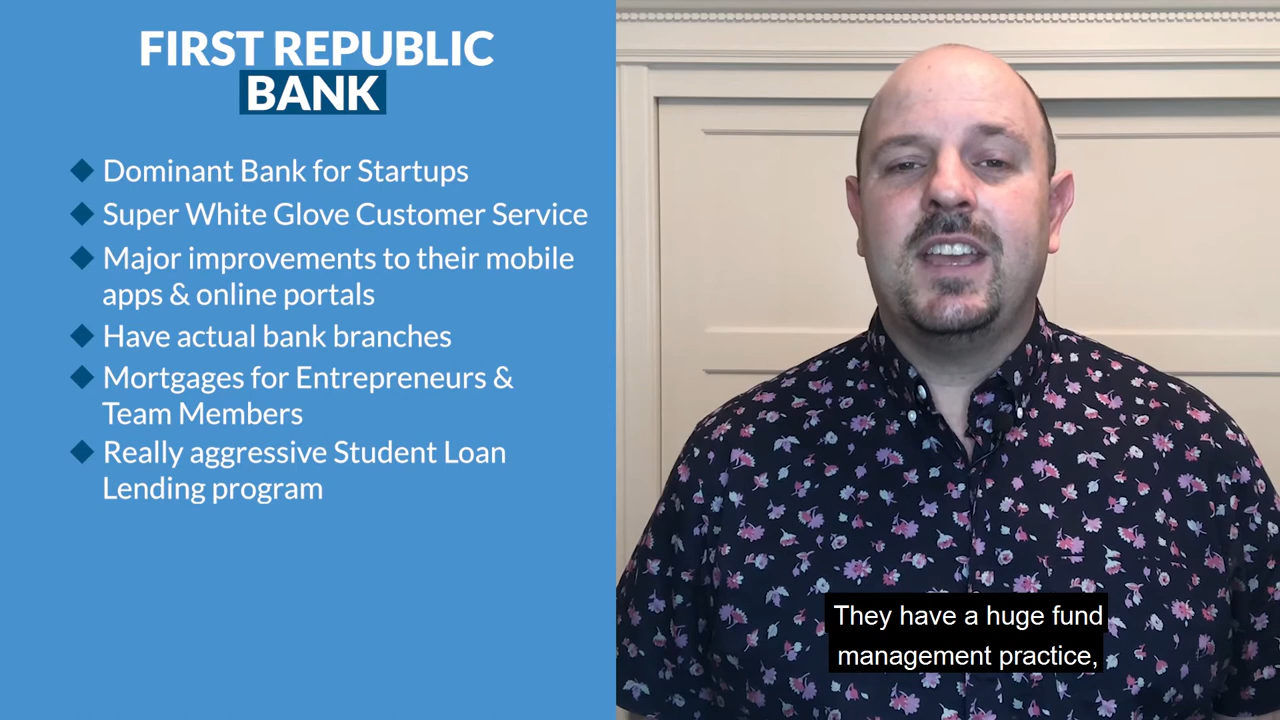 FIRST REPUBLIC
BANK
Dominant Bank for Startups
Super White Glove Customer Service
Major improvements to their mobile
apps & online portals
Have actual bank branches
Mortgages for Entrepreneurs &
Team Members
Really aggressive Student Loan
Lending program
They have a huge fund
management practice,